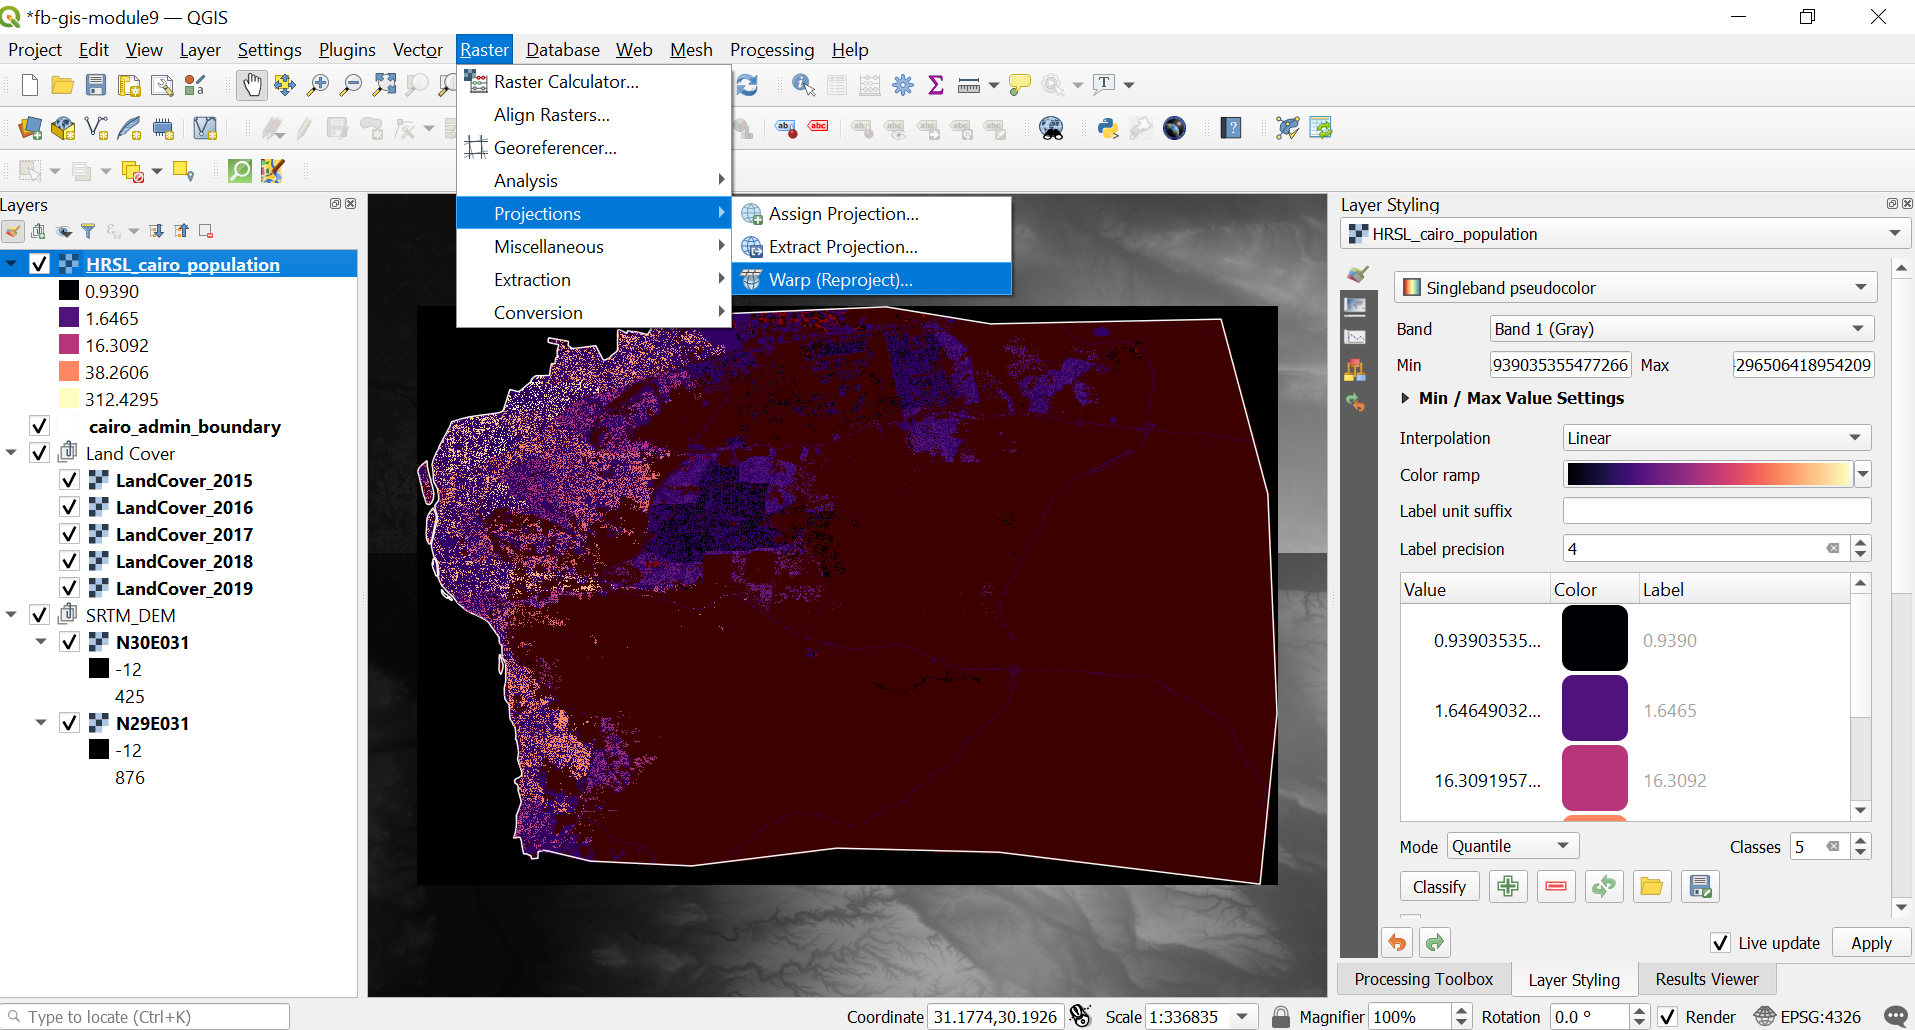 *fb-gis-module9 — QGIS
Project Edit View Layer Settings Plugins Vector Raster Database Web Mesh Processing Help
Raster Calculator...
Align Rasters...
Georeferencer...
Analysis
Projections
Miscellaneous
Extraction
Conversion
Assign Projection...
Extract Projection...
Warp (Reproject)...
Layers
HRSL_cairo_population
0.9390
1.6465
16.3092
38.2606
312.4295
cairo_admin_boundary
Land Cover
LandCover_2015
LandCover_2016
LandCover_2017
LandCover_2018
LandCover_2019
SRTM_DEM
N30E031
-12
425
N29E031
-12
876
Layer Styling
HRSL_cairo_population
Singleband pseudocolor
Band Band 1 (Gray)
Min .939035355477266 Max ·296506418954209
Min / Max Value Settings
Interpolation Linear
Color ramp
Label unit suffix
Label precision 4
Value Color Label
0.93903535... 0.9390
1.64649032... 1.6465
16.3091957... 16.3092
Mode Quantile Classes 5
Classify
Live update Apply
Processing Toolbox Layer Styling Results Viewer
Type to locate (Ctrl+K) Coordinate 31.1774,30.1926 Scale 1:336835 Magnifier 100% Rotation 0.0 ° Render EPSG:4326